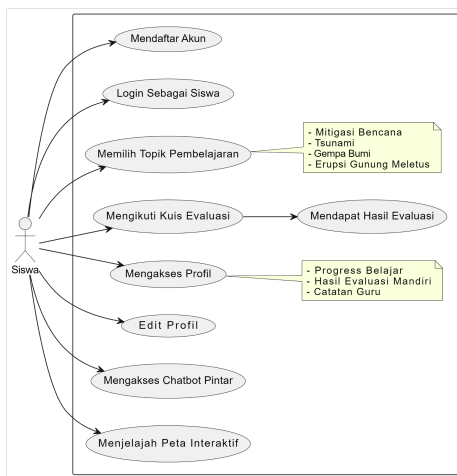 Mendaftar Akun
Login Sebagai Siswa
Memilih Topik Pembelajaran
- Mitigasi Bencana
- Tsunami
- Gempa Bumi
- Erupsi Gunung Meletus
Mengikuti Kuis Evaluasi
Mendapat Hasil Evaluasi
Siswa
Mengakses Profil
- Progress Belajar
- Hasil Evaluasi Mandiri
- Catatan Guru
Edit Profil
Mengakses Chatbot Pintar
Menjelajah Peta Interaktif